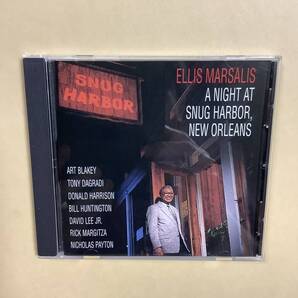 SNUG
HARBOR
ELLIS MARSALIS
A NIGHT AT
SNUG HARBOR,
NEW ORLEANS
ART BLAKEY
TONY DAGRADI
DONALD HARRISON
BILL HUNTINGTON
DAVID LEE JR.
RICK MARGITZA
NICHOLAS PAYTON